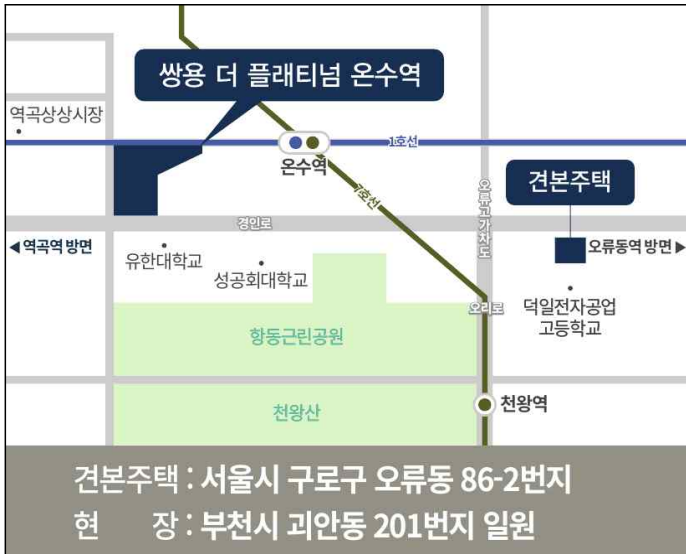 쌍용 더 플래티넘 온수역
역곡상상시장
1호선
온수역
7호선
오류고가차도
견본주택
경인로
◀역곡역 방면
유한대학교
성공회대학교
오류동역 방면▶
오리로
덕일전자공업
고등학교
항동근린공원
천왕역
천왕산
견본주택 : 서울시 구로구 오류동 86-2번지
현 장 : 부천시 괴안동 201번지 일원